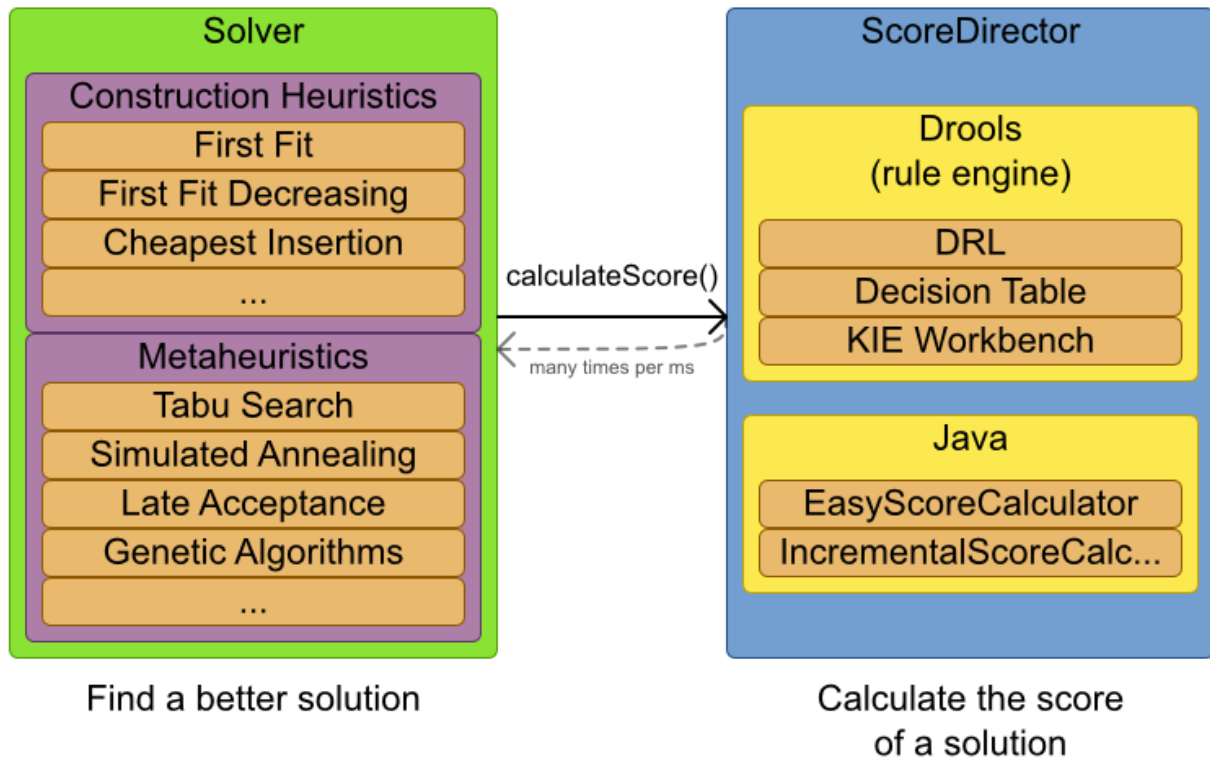 Solver
Construction Heuristics
First Fit
First Fit Decreasing
Cheapest Insertion
...
Metaheuristics
Tabu Search
Simulated Annealing
Late Acceptance
Genetic Algorithms
...
Find a better solution
calculateScore()
many times per ms
ScoreDirector
Drools
(rule engine)
DRL
Decision Table
KIE Workbench
Java
EasyScoreCalculator
IncrementalScoreCalc...
Calculate the score
of a solution